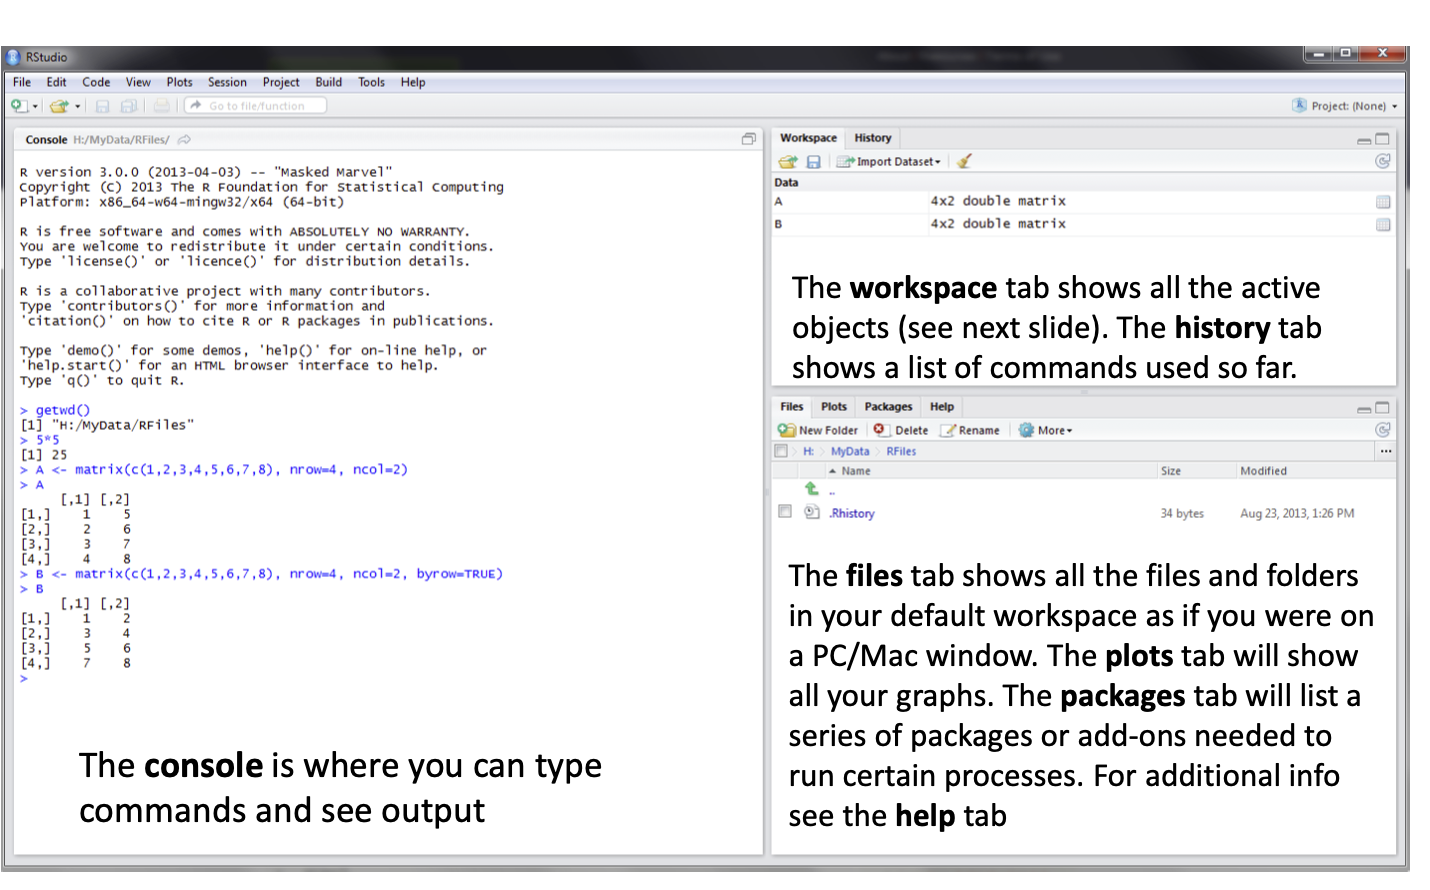 RStudio
File Edit Code View Plots Session Project Build Tools Help
Go to file/function
Project: (None)
Console H:/MyData/RFiles/
R version 3.0.0 (2013-04-03) -- "Masked Marvel"
Copyright (C) 2013 The R Foundation for Statistical Computing
Platform: x86_64-w64-mingw32/x64 (64-bit)
R is free software and comes with ABSOLUTELY NO WARRANTY.
You are welcome to redistribute it under certain conditions.
Type 'license()' or 'licence()' for distribution details.
R is a collaborative project with many contributors.
Type 'contributors()' for more information and
'citation()' on how to cite R or R packages in publications.
Type 'demo()' for some demos, 'help()' for on-line help, or
'help.start()' for an HTML browser interface to help.
Type 'q()' to quit R.
> getwd()
[1] "H:/MyData/RFiles"
> 5*5
[1] 25
> A <- matrix(c(1,2,3,4,5,6,7,8), nrow=4, ncol=2)
> A
[,1] [,2]
[1,] 1 5
[2,] 2 6
[3,] 3 7
[4,] 4 8
> B <- matrix(c(1,2,3,4,5,6,7,8), nrow=4, ncol=2, byrow=TRUE)
> B
[,1] [,2]
[1,] 1 2
[2,] 3 4
[3,] 5 6
[4,] 7 8
>
The console is where you can type
commands and see output
Workspace History
Import Dataset
Data
A 4x2 double matrix
B 4x2 double matrix
The workspace tab shows all the active
objects (see next slide). The history tab
shows a list of commands used so far.
Files Plots Packages Help
New Folder Delete Rename More
H: MyData RFiles ...
Name Size Modified
..
.Rhistory 34 bytes Aug 23, 2013, 1:26 PM
The files tab shows all the files and folders
in your default workspace as if you were on
a PC/Mac window. The plots tab will show
all your graphs. The packages tab will list a
series of packages or add-ons needed to
run certain processes. For additional info
see the help tab